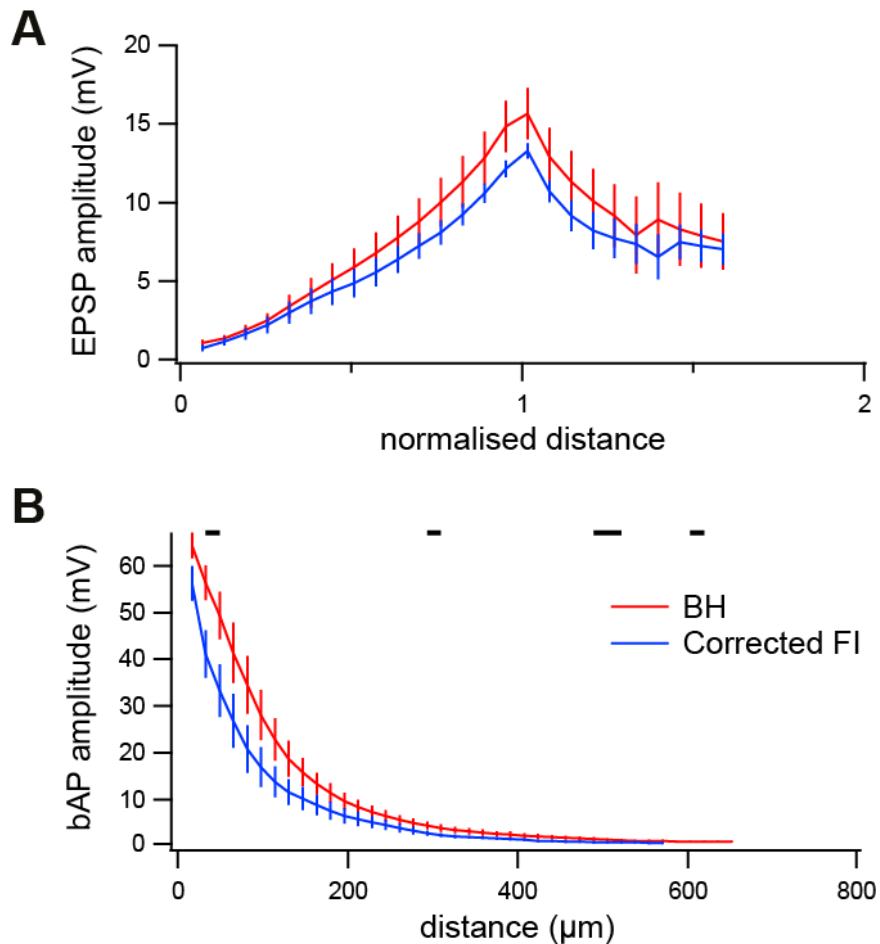 A
20
15
10
5
0
EPSP amplitude (mV)
0
1
2
normalised distance
B
60
50
40
30
20
10
0
bAP amplitude (mV)
BH
Corrected FI
0
200
400
600
800
distance (µm)